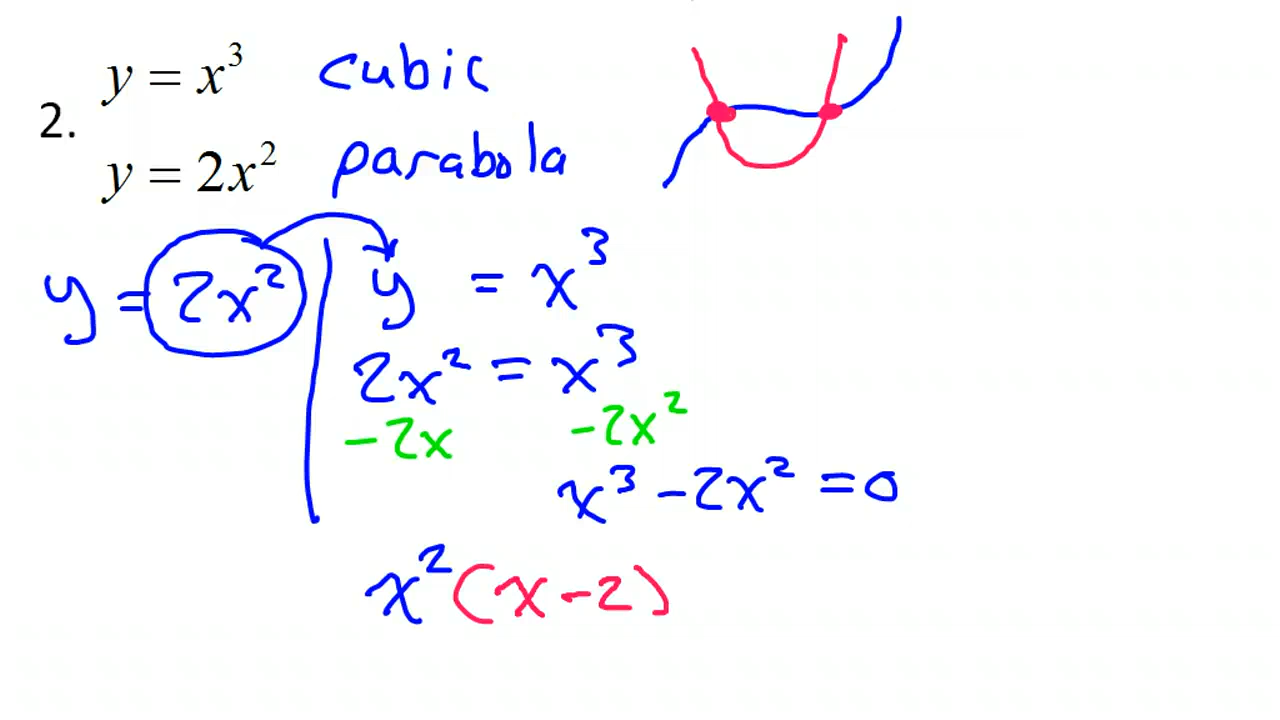 y = x³ cubic
2.
y = 2x² parabola
y = 2x² y = x³
2x² = x³
-2x -2x²
x³ - 2x² = 0
x² (x - 2)